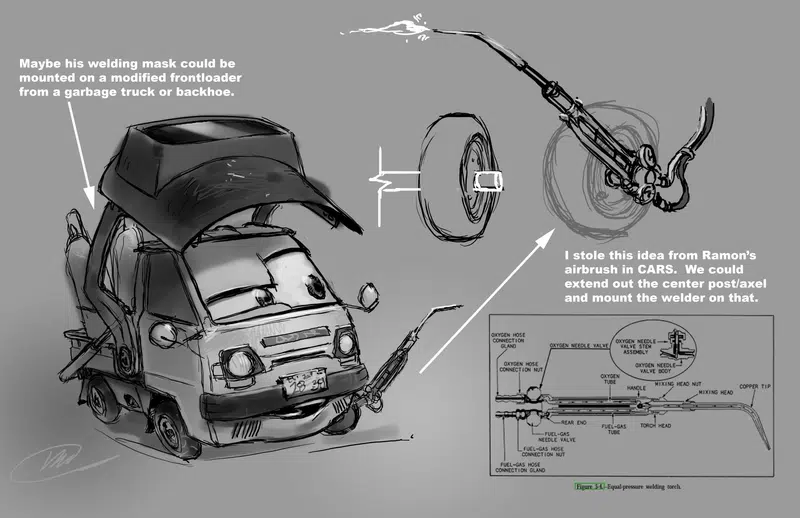 Maybe his welding mask could be
mounted on a modified frontloader
from a garbage truck or backhoe.
I stole this idea from Ramon's
airbrush in CARS. We could
extend out the center post/axel
and mount the welder on that.
OXYGEN HOSE
CONNECTION
GLAND
OXYGEN NEEDLE VALVE
OXYGEN NEEDLE
VALVE STEM
ASSEMBLY
OXYGEN NEEDLE
VALVE BODY
OXYGEN HOSE
CONNECTION NUT
OXYGEN
TUBE
HANDLE
MIXING HEAD NUT
MIXING HEAD
COPPER TIP
REAR END
FUEL-GAS
TUBE
TORCH HEAD
FUEL-GAS
NEEDLE VALVE
FUEL-GAS HOSE
CONNECTION NUT
FUEL-GAS HOSE
CONNECTION GLAND
Equal-pressure welding torch.